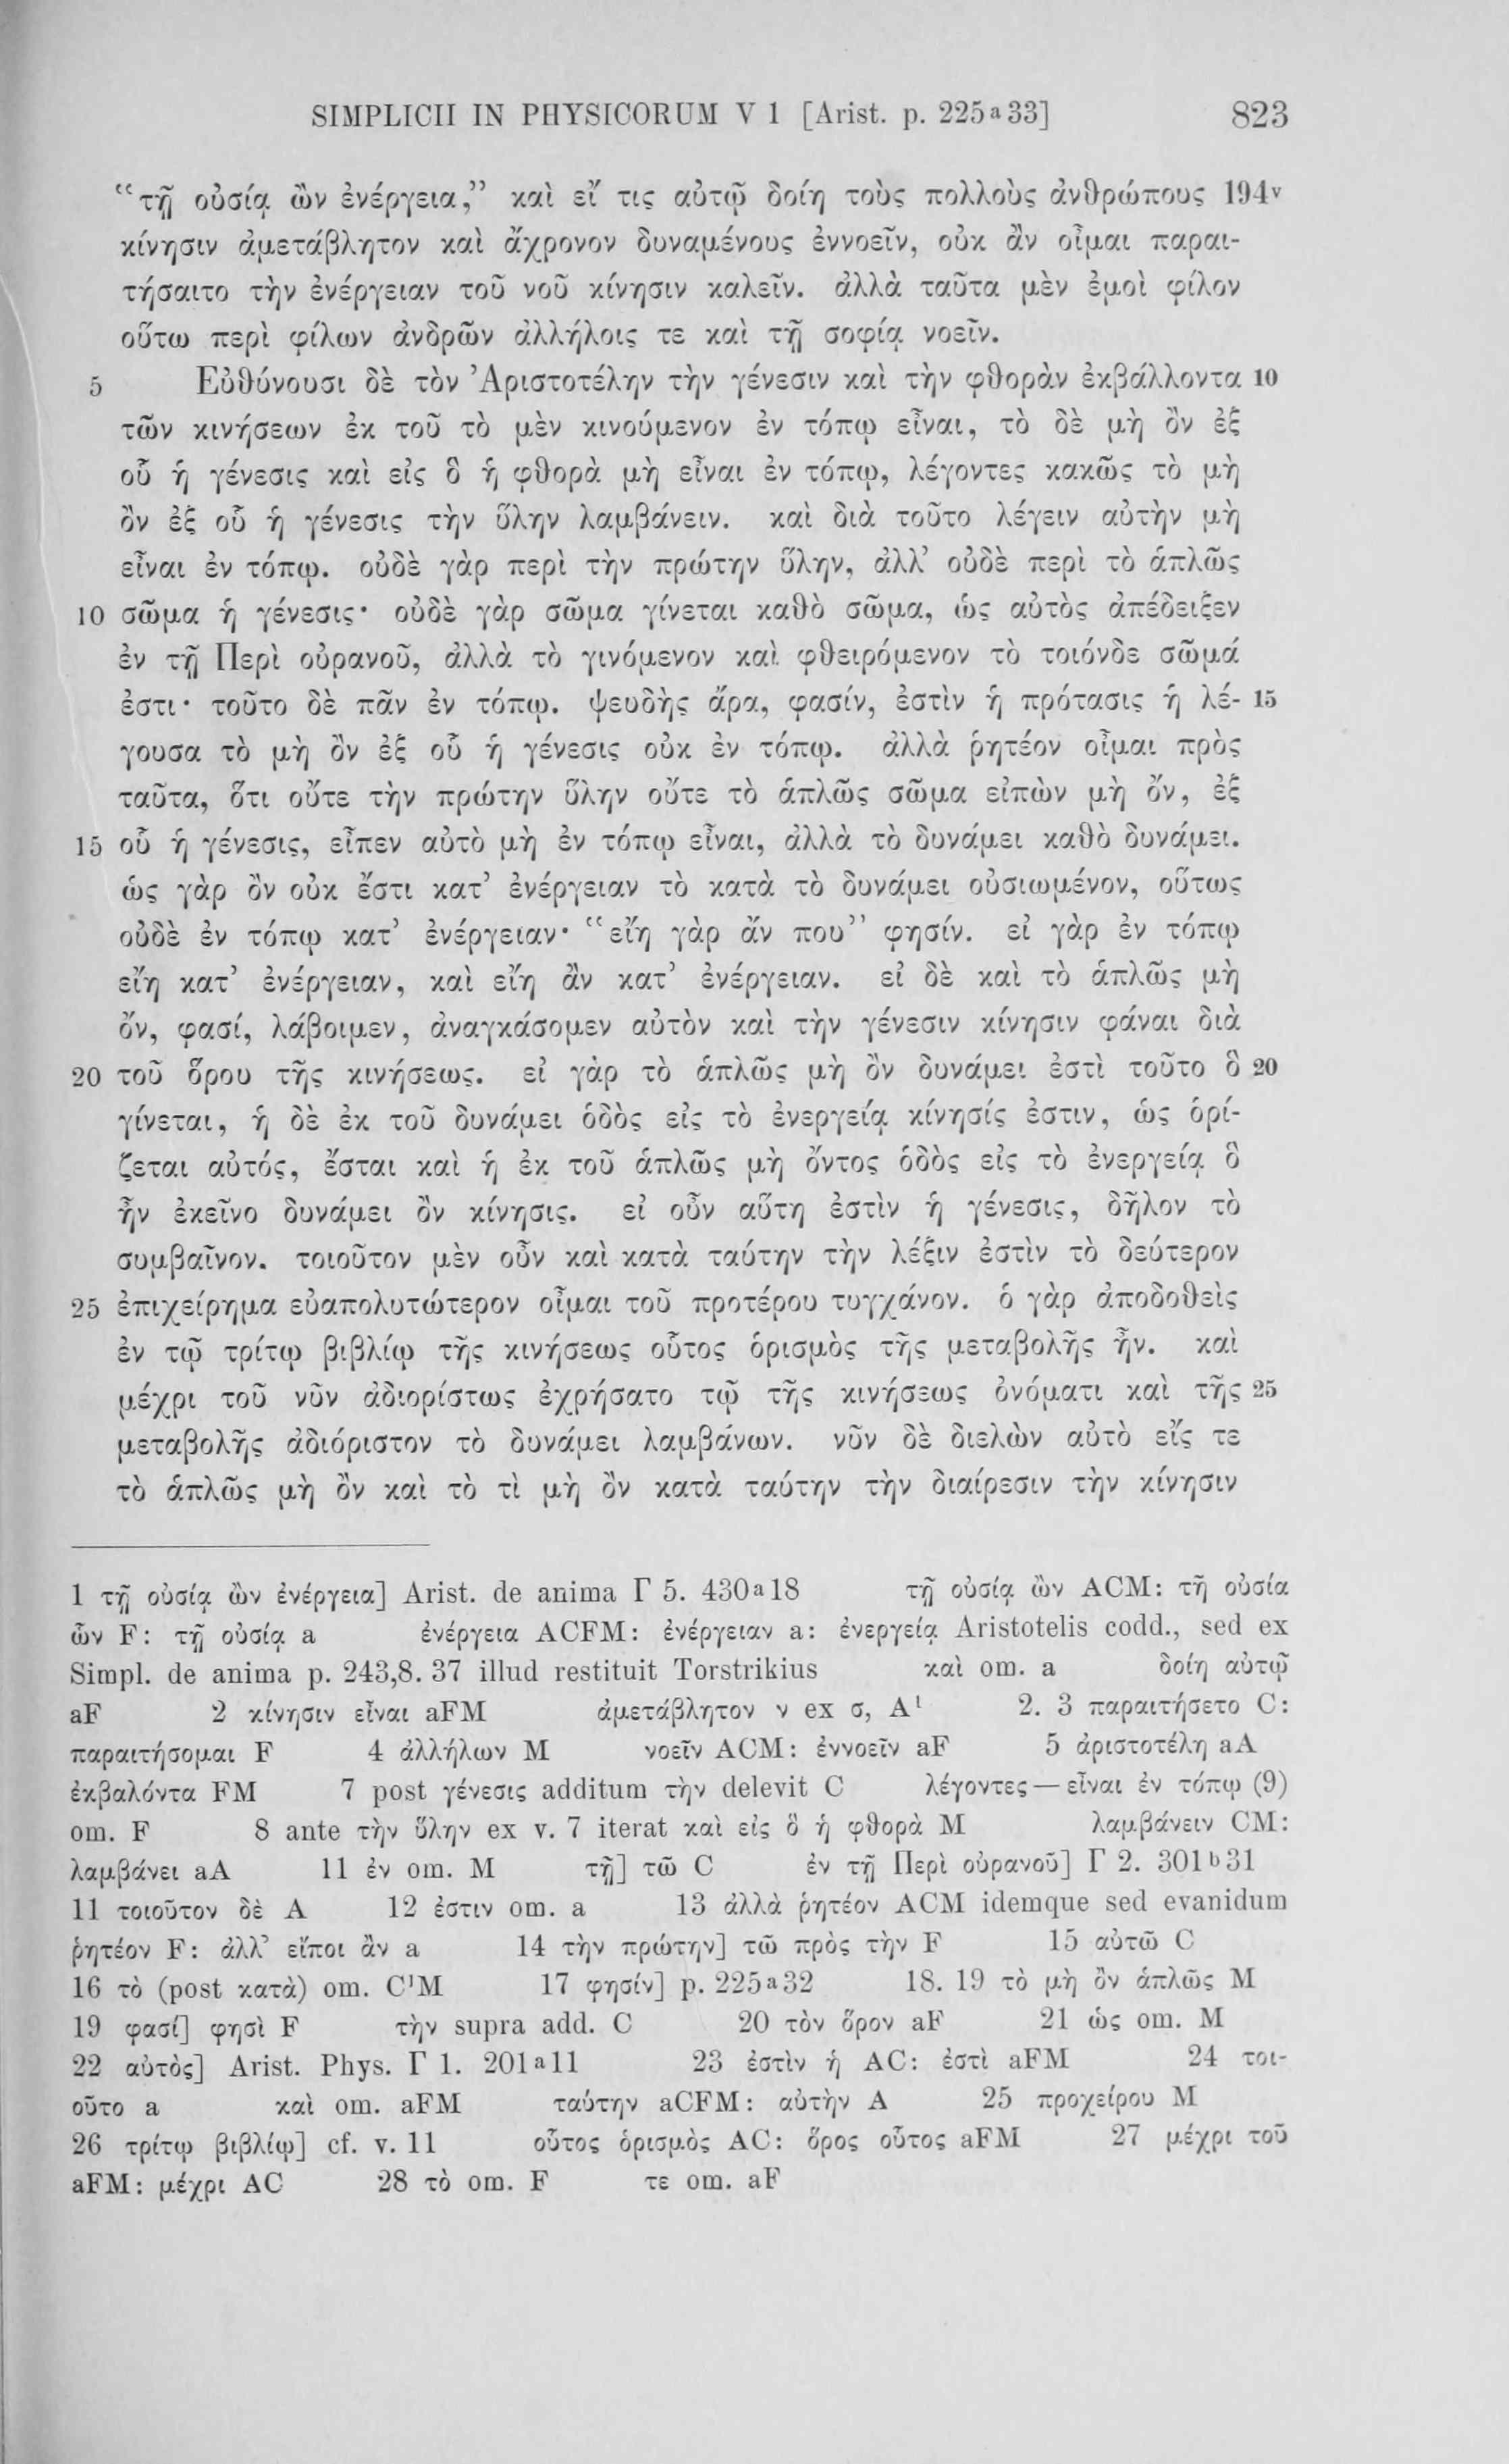 SIMPLICII IN PHYSICORUM V 1 [Arist. p. 225a33] 823
“τῇ οὐσίᾳ ὢν ἐνέργεια,” καὶ εἴ τις αὐτῷ δοίη τοὺς πολλοὺς ἀνθρώπους 194v
κίνησιν ἀμετάβλητον καὶ ἄχρονον δυναμένους ἐννοεῖν, οὐκ ἂν οἶμαι παραι-
τήσαιτο τὴν ἐνέργειαν τοῦ νοῦ κίνησιν καλεῖν. ἀλλὰ ταῦτα μὲν ἐμοὶ φίλον
οὕτω περὶ φίλων ἀνδρῶν ἀλλήλοις τε καὶ τῇ σοφίᾳ νοεῖν.
5 Εὐθύνουσι δὲ τὸν Ἀριστοτέλην τὴν γένεσιν καὶ τὴν φθορὰν ἐκβάλλοντα 10
τῶν κινήσεων ἐκ τοῦ τὸ μὲν κινούμενον ἐν τόπῳ εἶναι, τὸ δὲ μὴ ὂν ἐξ
οὗ ἡ γένεσις καὶ εἰς ὃ ἡ φθορὰ μὴ εἶναι ἐν τόπῳ, λέγοντες κακῶς τὸ μὴ
ὂν ἐξ οὗ ἡ γένεσις τὴν ὕλην λαμβάνειν. καὶ διὰ τοῦτο λέγειν αὐτὴν μὴ
εἶναι ἐν τόπῳ. οὐδὲ γὰρ περὶ τὴν πρώτην ὕλην, ἀλλ’ οὐδὲ περὶ τὸ ἁπλῶς
10 σῶμα ἡ γένεσις· οὐδὲ γὰρ σῶμα γίνεται καθὸ σῶμα, ὡς αὐτὸς ἀπέδειξεν
ἐν τῇ Περὶ οὐρανοῦ, ἀλλὰ τὸ γινόμενον καὶ φθειρόμενον τὸ τοιόνδε σῶμά
ἐστι· τοῦτο δὲ πᾶν ἐν τόπῳ. ψευδὴς ἄρα, φασίν, ἐστὶν ἡ πρότασις ἡ λέ- 15
γουσα τὸ μὴ ὂν ἐξ οὗ ἡ γένεσις οὐκ ἐν τόπῳ. ἀλλὰ ῥητέον οἶμαι πρὸς
ταῦτα, ὅτι οὔτε τὴν πρώτην ὕλην οὔτε τὸ ἁπλῶς σῶμα εἰπὼν μὴ ὄν, ἐξ
15 οὗ ἡ γένεσις, εἶπεν αὐτὸ μὴ ἐν τόπῳ εἶναι, ἀλλὰ τὸ δυνάμει καθὸ δυνάμει.
ὡς γὰρ ὂν οὐκ ἔστι κατ’ ἐνέργειαν τὸ κατὰ τὸ δυνάμει οὐσιωμένον, οὕτως
οὐδὲ ἐν τόπῳ κατ’ ἐνέργειαν· “εἴη γὰρ ἄν που” φησίν. εἰ γὰρ ἐν τόπῳ
εἴη κατ’ ἐνέργειαν, καὶ εἴη ἂν κατ’ ἐνέργειαν. εἰ δὲ καὶ τὸ ἁπλῶς μὴ
ὄν, φασί, λάβοιμεν, ἀναγκάσομεν αὐτὸν καὶ τὴν γένεσιν κίνησιν φάναι διὰ
20 τοῦ ὅρου τῆς κινήσεως. εἰ γὰρ τὸ ἁπλῶς μὴ ὂν δυνάμει ἐστὶ τοῦτο ὃ 20
γίνεται, ἡ δὲ ἐκ τοῦ δυνάμει ὁδὸς εἰς τὸ ἐνεργείᾳ κίνησίς ἐστιν, ὡς ὁρί-
ζεται αὐτός, ἔσται καὶ ἡ ἐκ τοῦ ἁπλῶς μὴ ὄντος ὁδὸς εἰς τὸ ἐνεργείᾳ ὃ
ἦν ἐκεῖνο δυνάμει ὂν κίνησις. εἰ οὖν αὕτη ἐστὶν ἡ γένεσις, δῆλον τὸ
συμβαῖνον. τοιοῦτον μὲν οὖν καὶ κατὰ ταύτην τὴν λέξιν ἐστὶν τὸ δεύτερον
25 ἐπιχείρημα εὐαπολυτώτερον οἶμαι τοῦ προτέρου τυγχάνον. ὁ γὰρ ἀποδοθεὶς
ἐν τῷ τρίτῳ βιβλίῳ τῆς κινήσεως οὗτος ὁρισμὸς τῆς μεταβολῆς ἦν. καὶ
μέχρι τοῦ νῦν ἀδιορίστως ἐχρήσατο τῷ τῆς κινήσεως ὀνόματι καὶ τῆς 25
μεταβολῆς ἀδιόριστον τὸ δυνάμει λαμβάνων. νῦν δὲ διελὼν αὐτὸ εἴς τε
τὸ ἁπλῶς μὴ ὂν καὶ τὸ τὶ μὴ ὂν κατὰ ταύτην τὴν διαίρεσιν τὴν κίνησιν
1 τῇ οὐσίᾳ ὢν ἐνέργεια] Arist. de anima Γ 5. 430a18 τῇ οὐσίᾳ ὢν ACM: τῆ οὐσία
ὧν F: τῇ οὐσίᾳ a ἐνέργεια ACFM: ἐνέργειαν a: ἐνεργείᾳ Aristotelis codd., sed ex
Simpl. de anima p. 243,8. 37 illud restituit Torstrikius καὶ om. a δοίη αὐτῷ
aF 2 κίνησιν εἶναι aFM ἀμετάβλητον ν ex σ, A1 2. 3 παραιτήσετο C:
παραιτήσομαι F 4 ἀλλήλων M νοεῖν ACM: ἐννοεῖν aF 5 ἀριστοτέλη aA
ἐκβαλόντα FM 7 post γένεσις additum τὴν delevit C λέγοντες — εἶναι ἐν τόπῳ (9)
om. F 8 ante τὴν ὕλην ex v. 7 iterat καὶ εἰς ὃ ἡ φθορὰ M λαμβάνειν CM:
λαμβάνει aA 11 ἐν om. M τῇ] τῶ C ἐν τῇ Περὶ οὐρανοῦ] Γ 2. 301b31
11 τοιοῦτον δὲ A 12 ἐστιν om. a 13 ἀλλὰ ῥητέον ACM idemque sed evanidum
ῥητέον F: ἀλλ’ εἴποι ἂν a 14 τὴν πρώτην] τῶ πρὸς τὴν F 15 αὐτῶ C
16 τὸ (post κατὰ) om. C1M 17 φησίν] p. 225a32 18. 19 τὸ μὴ ὂν ἁπλῶς M
19 φασί] φησὶ F τὴν supra add. C 20 τὸν ὅρον aF 21 ὡς om. M
22 αὐτὸς] Arist. Phys. Γ 1. 201a11 23 ἐστὶν ἡ AC: ἐστὶ aFM 24 τοι-
οῦτο a καὶ om. aFM ταύτην aCFM: αὐτὴν A 25 προχείρου M
26 τρίτῳ βιβλίῳ] cf. v. 11 οὗτος ὁρισμὸς AC: ὅρος οὗτος aFM 27 μέχρι τοῦ
aFM: μέχρι AC 28 τὸ om. F τε om. aF